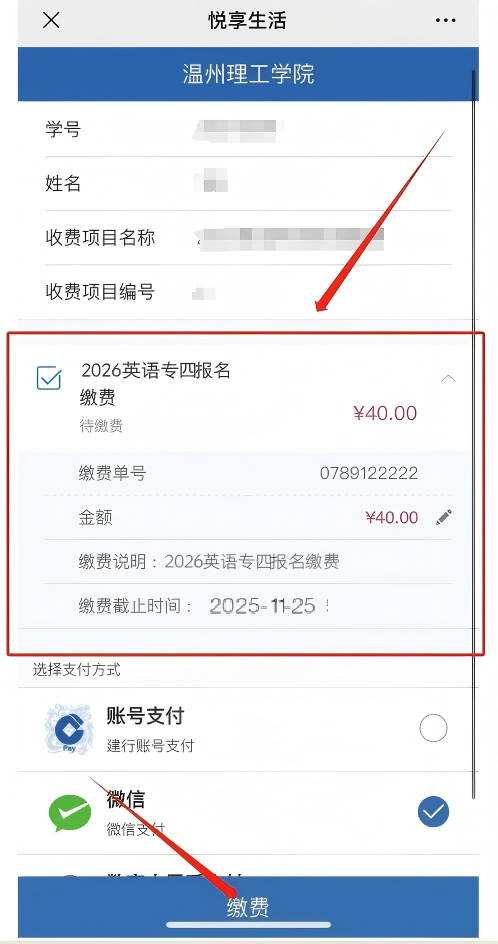 悦享生活
温州理工学院
学号
姓名
收费项目名称
收费项目编号
2026英语专四报名
缴费
¥40.00
待缴费
缴费单号 0789122222
金额 ¥40.00
缴费说明：2026英语专四报名缴费
缴费截止时间： 2025-11-25
选择支付方式
账号支付
Pay
建行账号支付
微信
微信支付
缴费